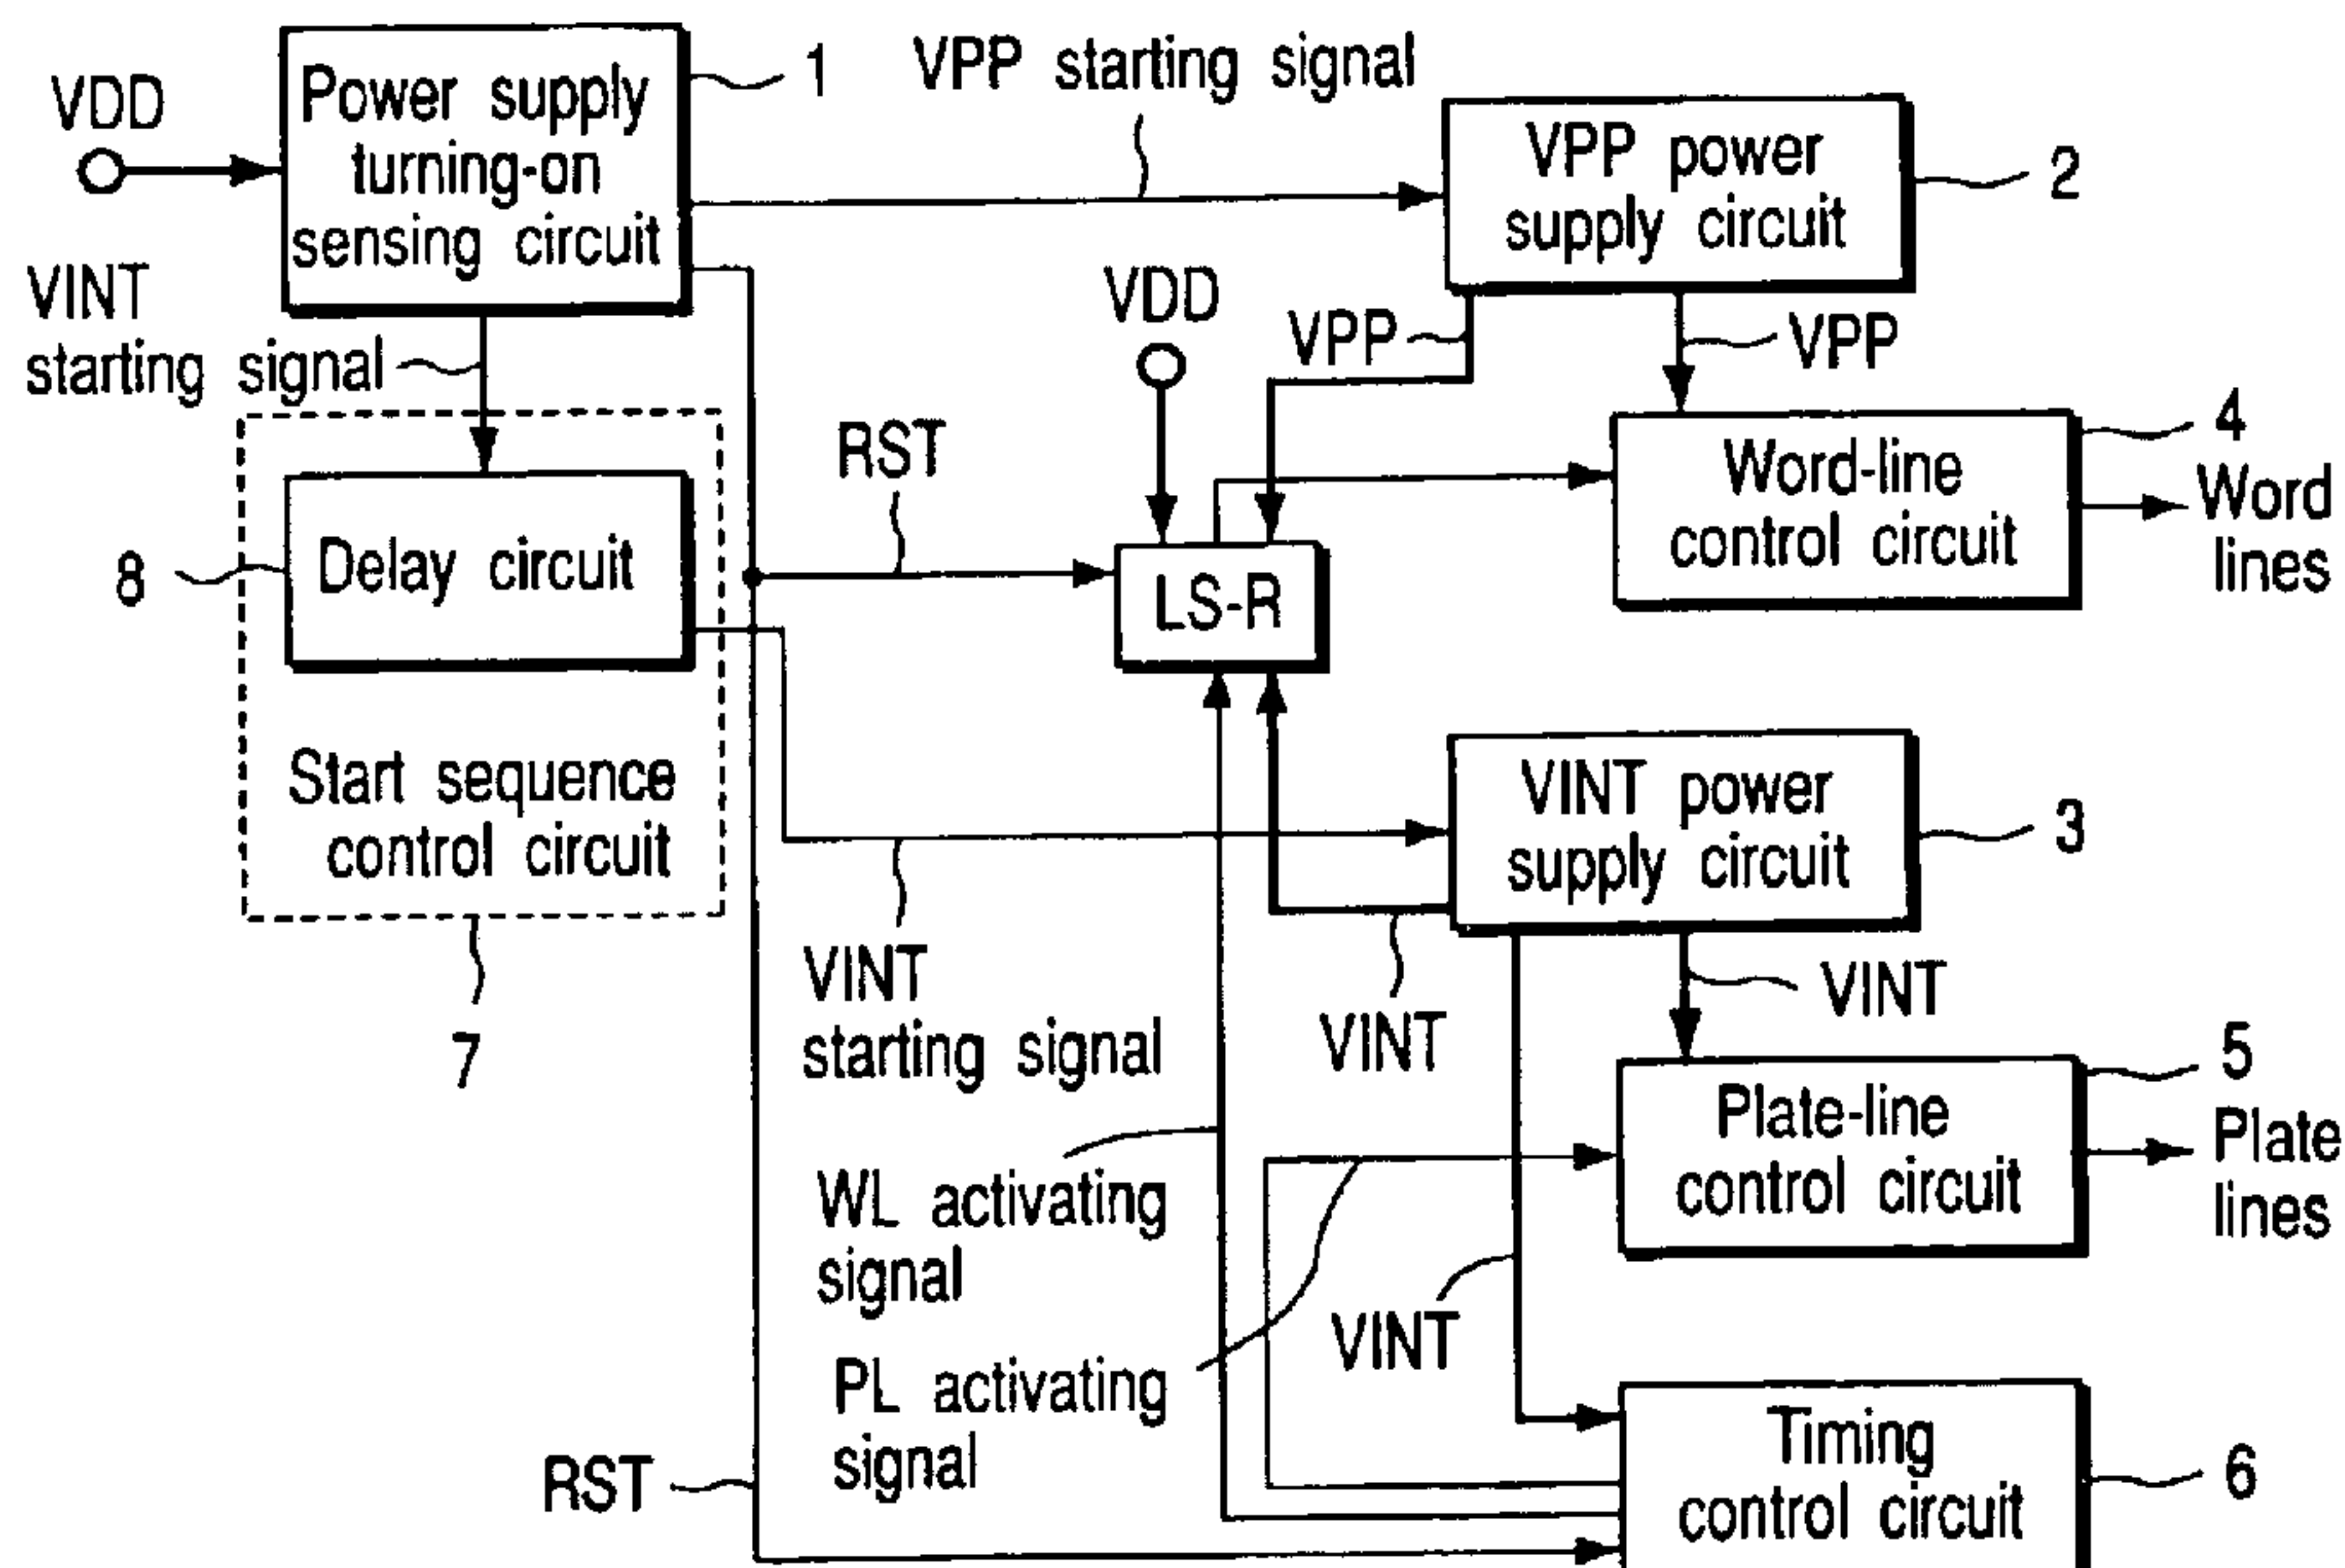 VDD
Power supply
turning-on
sensing circuit
1
VPP starting signal
VPP power
supply circuit
2
VINT
starting signal
VDD
VPP
VPP
RST
Word-line
control circuit
4
Word
lines
8
Delay circuit
LS-R
Start sequence
control circuit
7
VINT power
supply circuit
3
VINT
starting signal
VINT
VINT
Plate-line
control circuit
5
Plate
lines
WL activating
signal
VINT
PL activating
signal
RST
Timing
control circuit
6